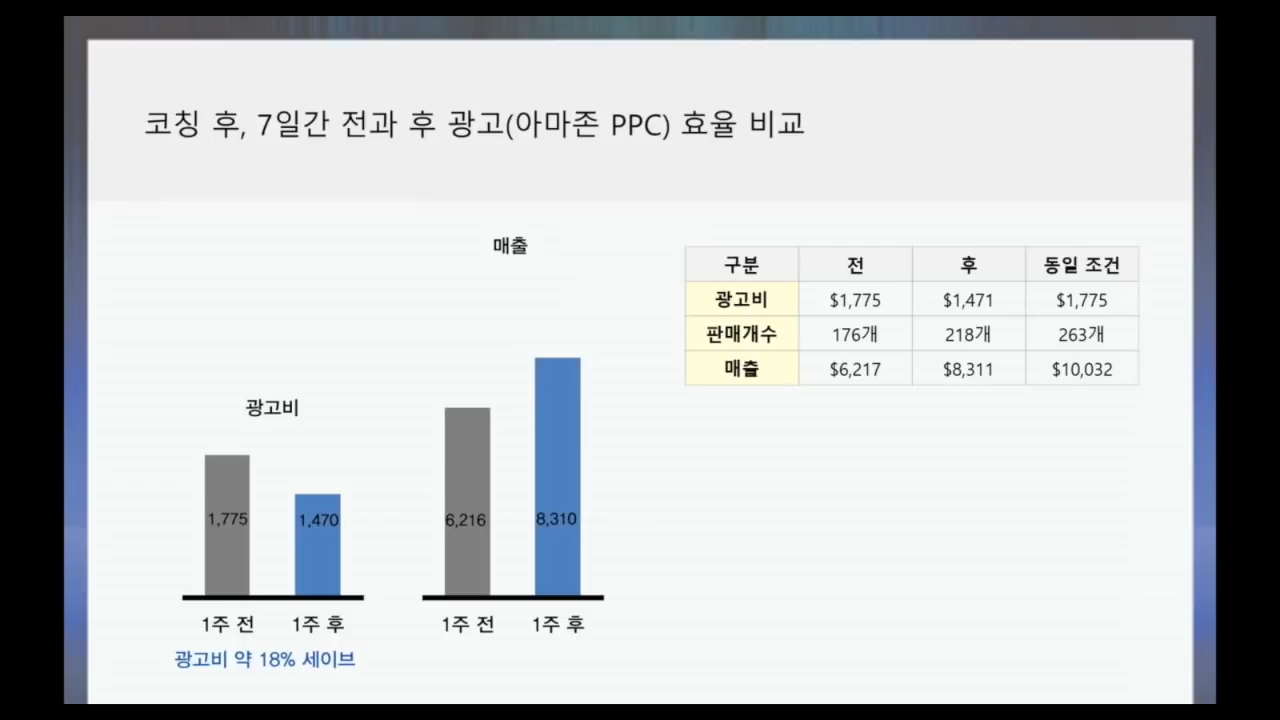 코칭 후, 7일간 전과 후 광고(아마존 PPC) 효율 비교
매출
광고비
1,775
1,470
6,216
8,310
1주 전
1주 후
1주 전
1주 후
광고비 약 18% 세이브
구분 전 후 동일 조건
광고비 $1,775 $1,471 $1,775
판매개수 176개 218개 263개
매출 $6,217 $8,311 $10,032